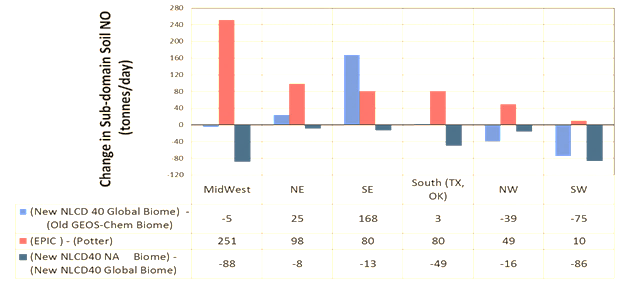 Change in Sub-domain Soil NO
(tonnes/day)
280
240
200
160
120
80
40
0
-40
-80
-120
MidWest NE SE South (TX, OK) NW SW
(New NLCD 40 Global Biome) - (Old GEOS-Chem Biome) -5 25 168 3 -39 -75
(EPIC ) - (Potter) 251 98 80 80 49 10
(New NLCD40 NA Biome) - (New NLCD40 Global Biome) -88 -8 -13 -49 -16 -86